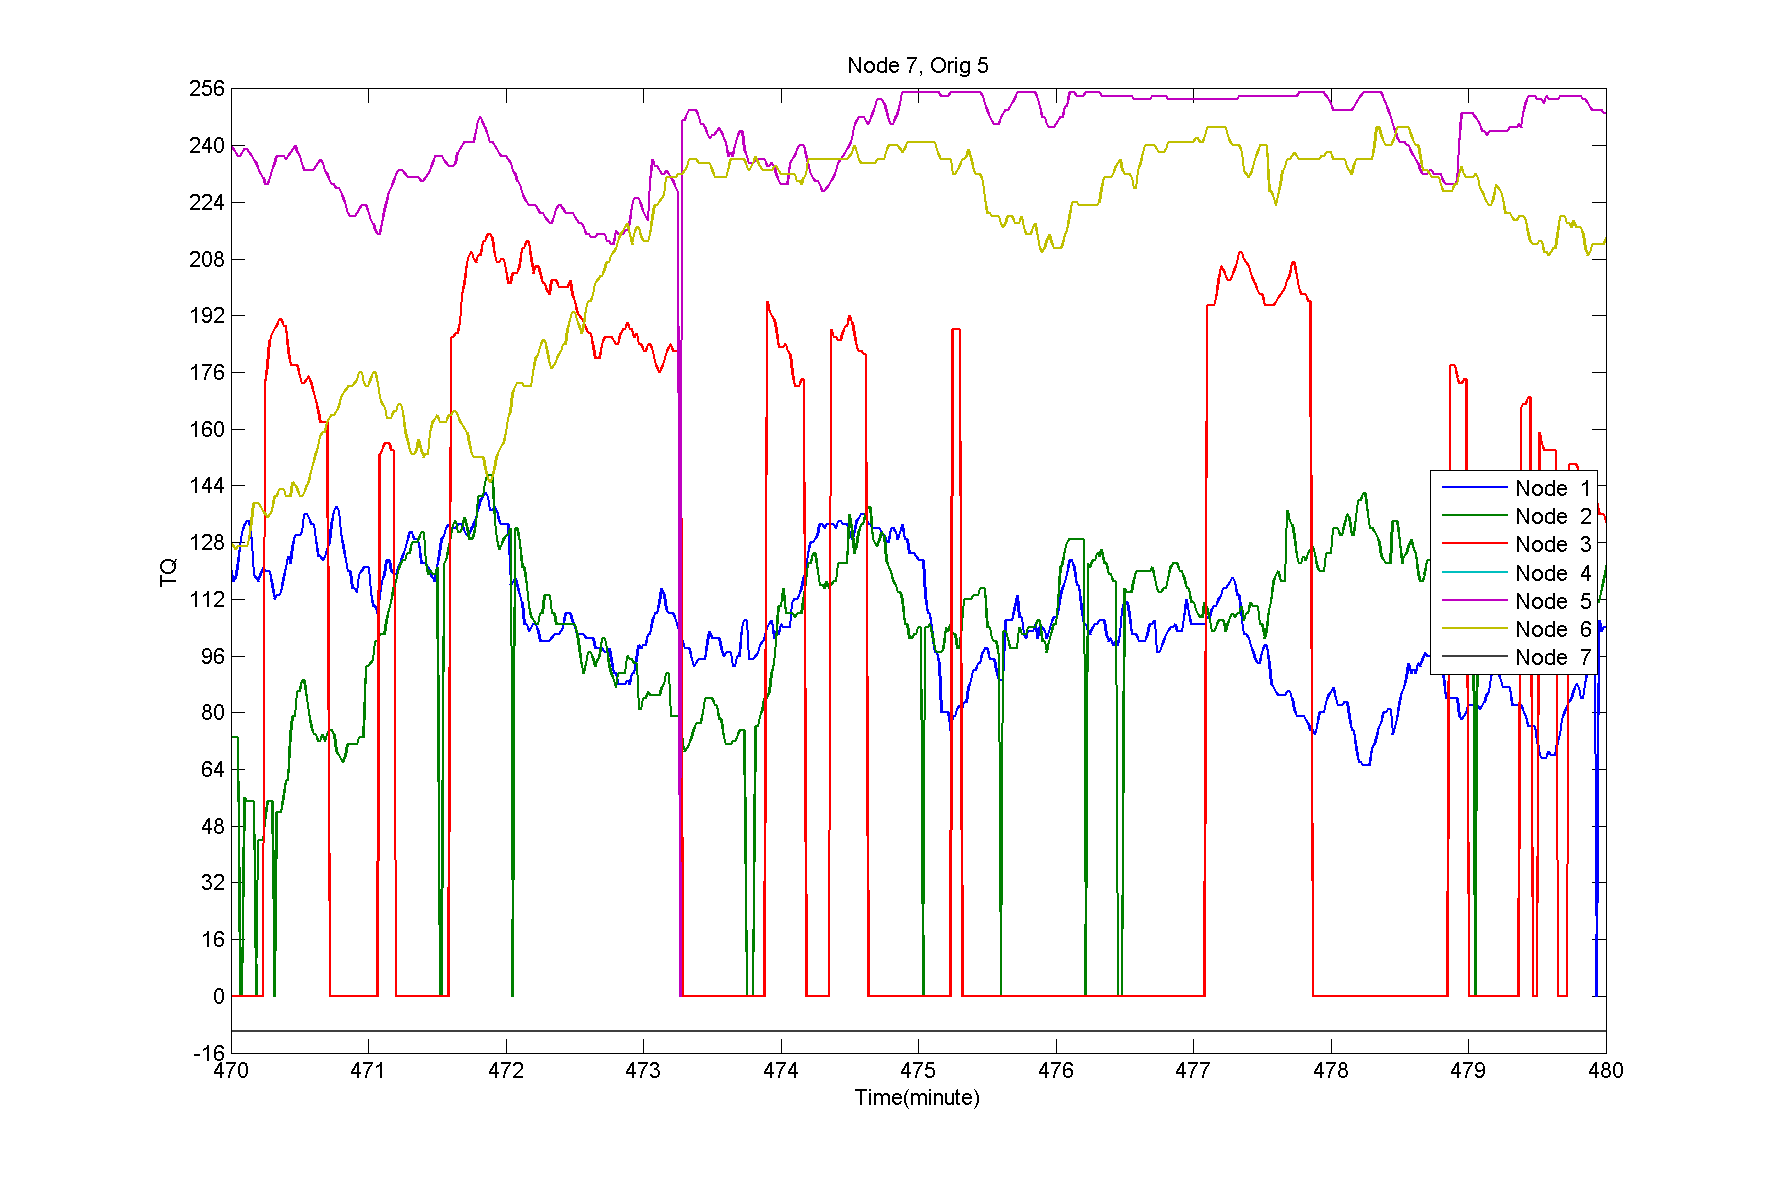 Node 7, Orig 5
256
240
224
208
192
176
160
144
128
112
96
80
64
48
32
16
0
-16
TQ
Node 1
Node 2
Node 3
Node 4
Node 5
Node 6
Node 7
470 471 472 473 474 475 476 477 478 479 480
Time(minute)